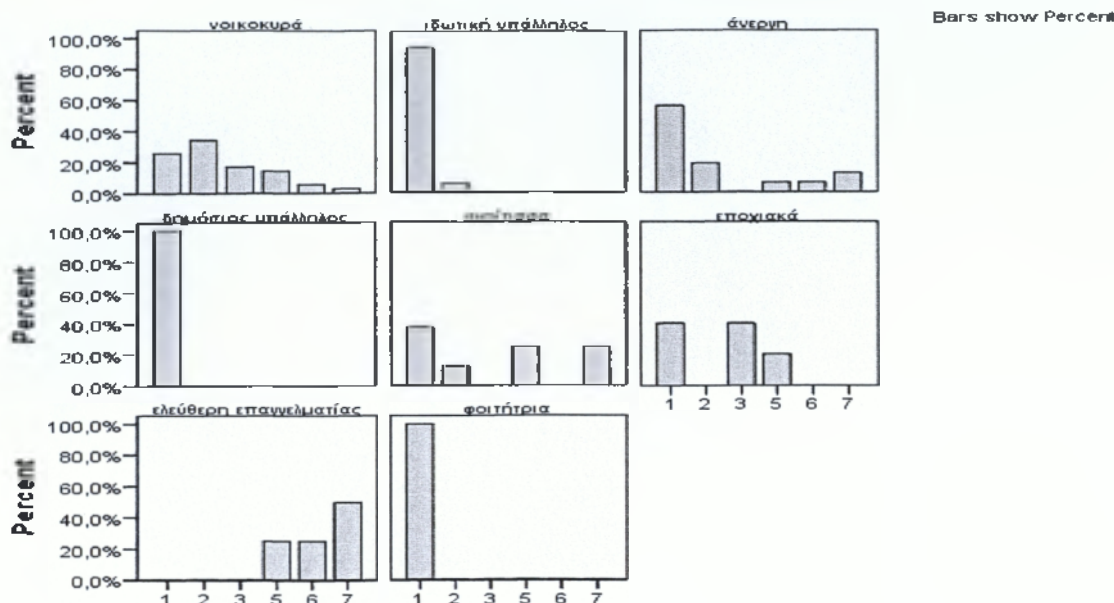 Bars show Percent
νοικοκυρά ιδωτική υπάλληλος άνεργη
Percent
100,0%
80,0%
60,0%
40,0%
20,0%
0,0%
δημόσιος υπάλληλος εποχιακά
Percent
100,0%
80,0%
60,0%
40,0%
20,0%
0,0%
1 2 3 5 6 7
ελεύθερη επαγγελματίας φοιτήτρια
Percent
100,0%
80,0%
60,0%
40,0%
20,0%
0,0%
1 2 3 5 6 7 1 2 3 5 6 7